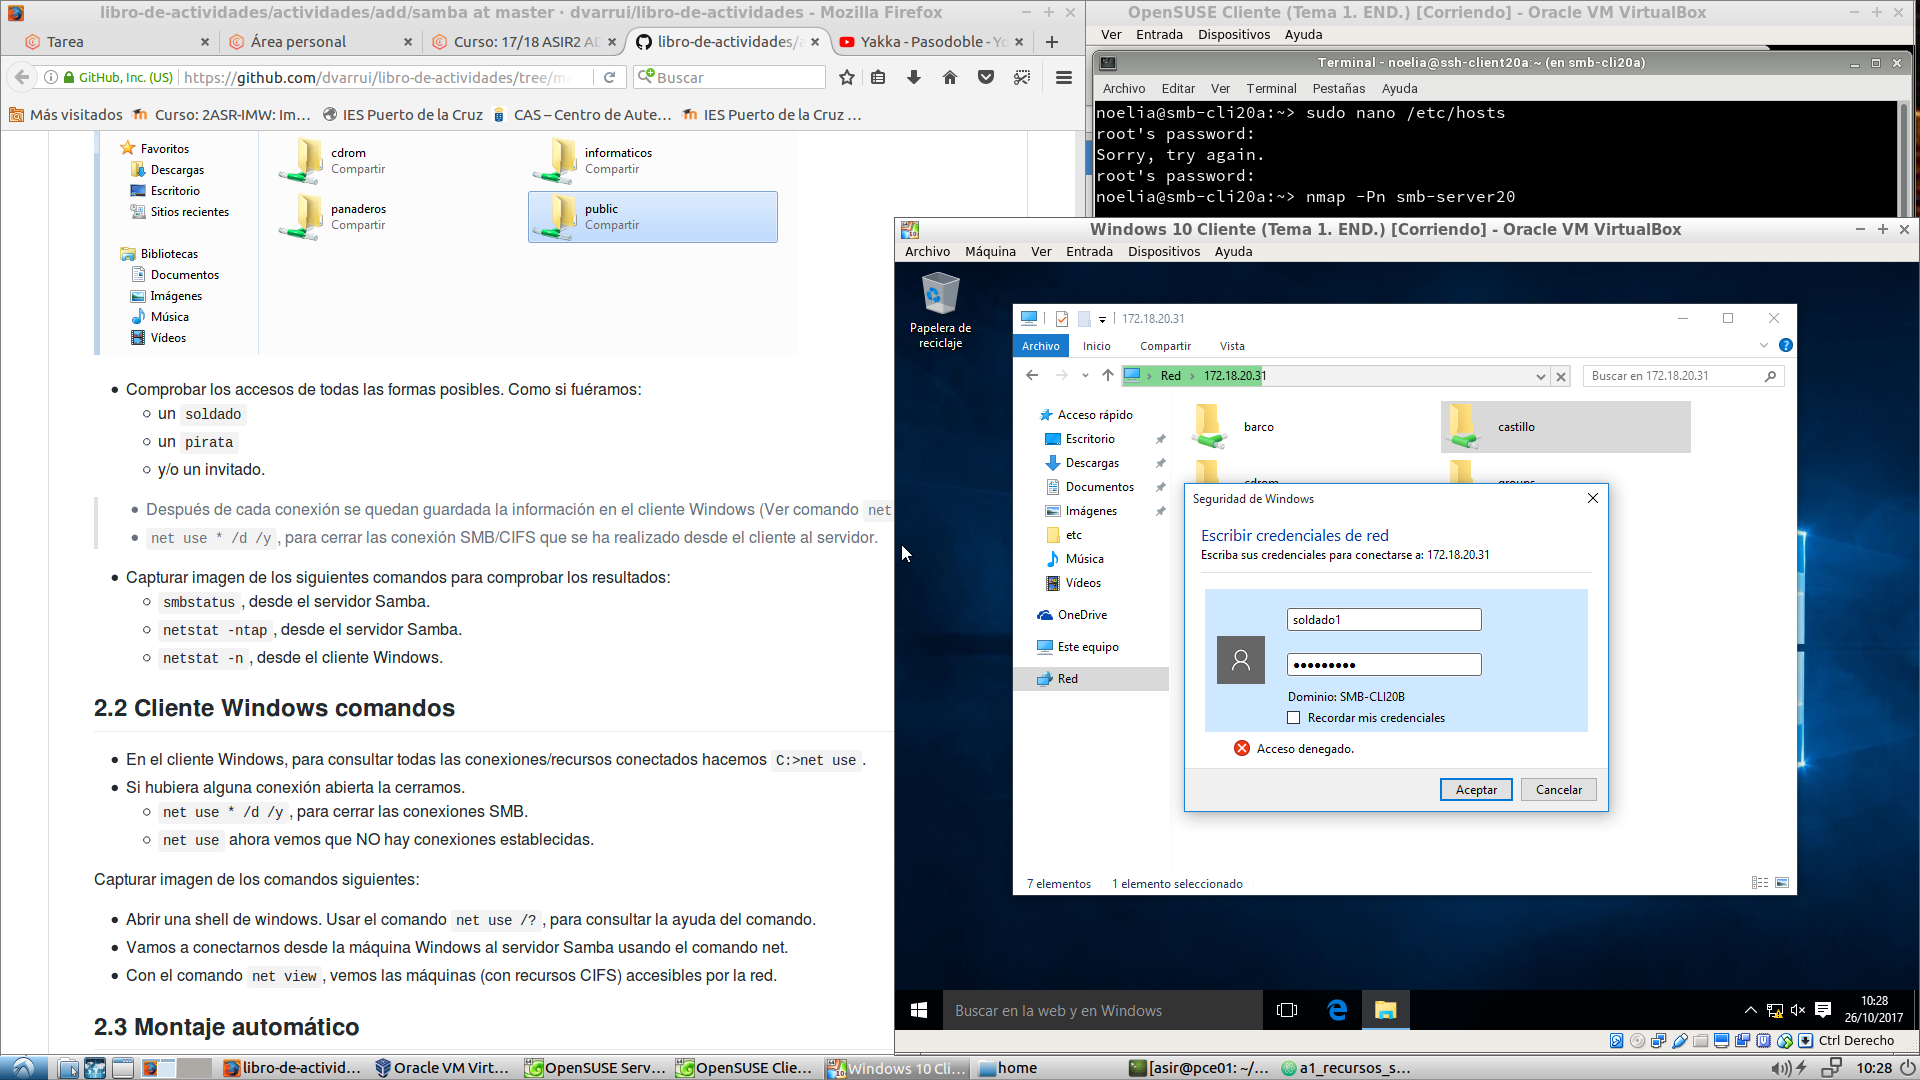 libro-de-actividades/actividades/add/samba at master · dvarrui/libro-de-actividades - Mozilla Firefox
Tarea
Área personal
Curso: 17/18 ASIR2 AD
libro-de-actividades/a
Yakka - Pasodoble - Yo
GitHub, Inc. (US)
https://github.com/dvarrui/libro-de-actividades/tree/ma
Buscar
Más visitados
Curso: 2ASR-IMW: Im...
IES Puerto de la Cruz
CAS – Centro de Aute...
IES Puerto de la Cruz ...
Favoritos
Descargas
Escritorio
Sitios recientes
Bibliotecas
Documentos
Imágenes
Música
Vídeos
cdrom
Compartir
informaticos
Compartir
panaderos
Compartir
public
Compartir
Comprobar los accesos de todas las formas posibles. Como si fuéramos:
un soldado
un pirata
y/o un invitado.
Después de cada conexión se quedan guardada la información en el cliente Windows (Ver comando net
net use * /d /y , para cerrar las conexión SMB/CIFS que se ha realizado desde el cliente al servidor.
Capturar imagen de los siguientes comandos para comprobar los resultados:
smbstatus , desde el servidor Samba.
netstat -ntap , desde el servidor Samba.
netstat -n , desde el cliente Windows.
2.2 Cliente Windows comandos
En el cliente Windows, para consultar todas las conexiones/recursos conectados hacemos C:>net use .
Si hubiera alguna conexión abierta la cerramos.
net use * /d /y , para cerrar las conexiones SMB.
net use ahora vemos que NO hay conexiones establecidas.
Capturar imagen de los comandos siguientes:
Abrir una shell de windows. Usar el comando net use /? , para consultar la ayuda del comando.
Vamos a conectarnos desde la máquina Windows al servidor Samba usando el comando net.
Con el comando net view , vemos las máquinas (con recursos CIFS) accesibles por la red.
2.3 Montaje automático
OpenSUSE Cliente (Tema 1. END.) [Corriendo] - Oracle VM VirtualBox
Ver Entrada Dispositivos Ayuda
Terminal - noelia@ssh-client20a:~ (en smb-cli20a)
Archivo Editar Ver Terminal Pestañas Ayuda
noelia@smb-cli20a:~> sudo nano /etc/hosts
root's password:
Sorry, try again.
root's password:
noelia@smb-cli20a:~> nmap -Pn smb-server20
Windows 10 Cliente (Tema 1. END.) [Corriendo] - Oracle VM VirtualBox
Archivo Máquina Ver Entrada Dispositivos Ayuda
Papelera de
reciclaje
172.18.20.31
Archivo Inicio Compartir Vista
Red > 172.18.20.31
Buscar en 172.18.20.31
Acceso rápido
Escritorio
Descargas
Documentos
Imágenes
etc
Música
Vídeos
OneDrive
Este equipo
Red
barco
castillo
cdrom
groups
Seguridad de Windows
Escribir credenciales de red
Escriba sus credenciales para conectarse a: 172.18.20.31
soldado1
●●●●●●●●●
Dominio: SMB-CLI20B
Recordar mis credenciales
Acceso denegado.
Aceptar
Cancelar
7 elementos
1 elemento seleccionado
Buscar en la web y en Windows
10:28
26/10/2017
Ctrl Derecho
libro-de-activid...
Oracle VM Virt...
OpenSUSE Serv...
OpenSUSE Clie...
Windows 10 Cli...
home
[asir@pce01: ~/...
a1_recursos_s...
10:28